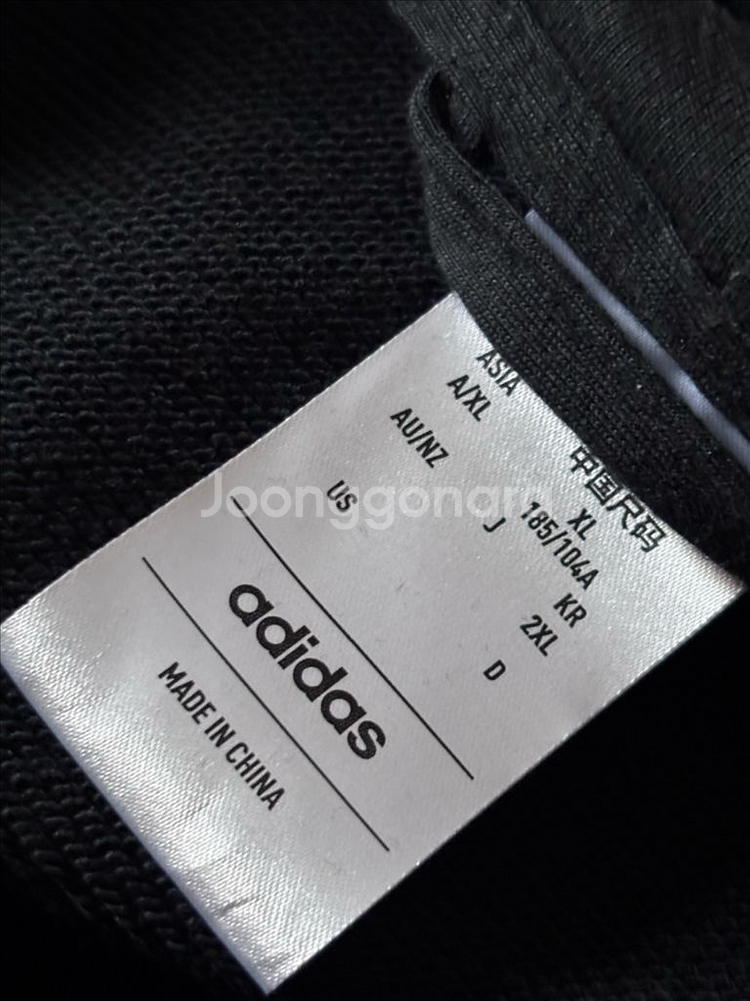 ASIA
A/XL
AU/NZ
US
J
中国尺码
XL
185/104A
KR
2XL
D
adidas
MADE IN CHINA
Joonggonara